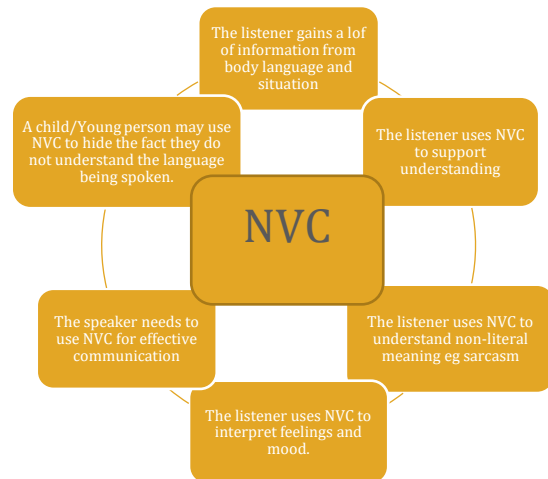 The listener gains a lof
of information from
body language and
situation
The listener uses NVC
to support
understanding
The listener uses NVC to
understand non-literal
meaning eg sarcasm
The listener uses NVC to
interpret feelings and
mood.
The speaker needs to
use NVC for effective
communication
A child/Young person may use
NVC to hide the fact they do
not understand the language
being spoken.
NVC